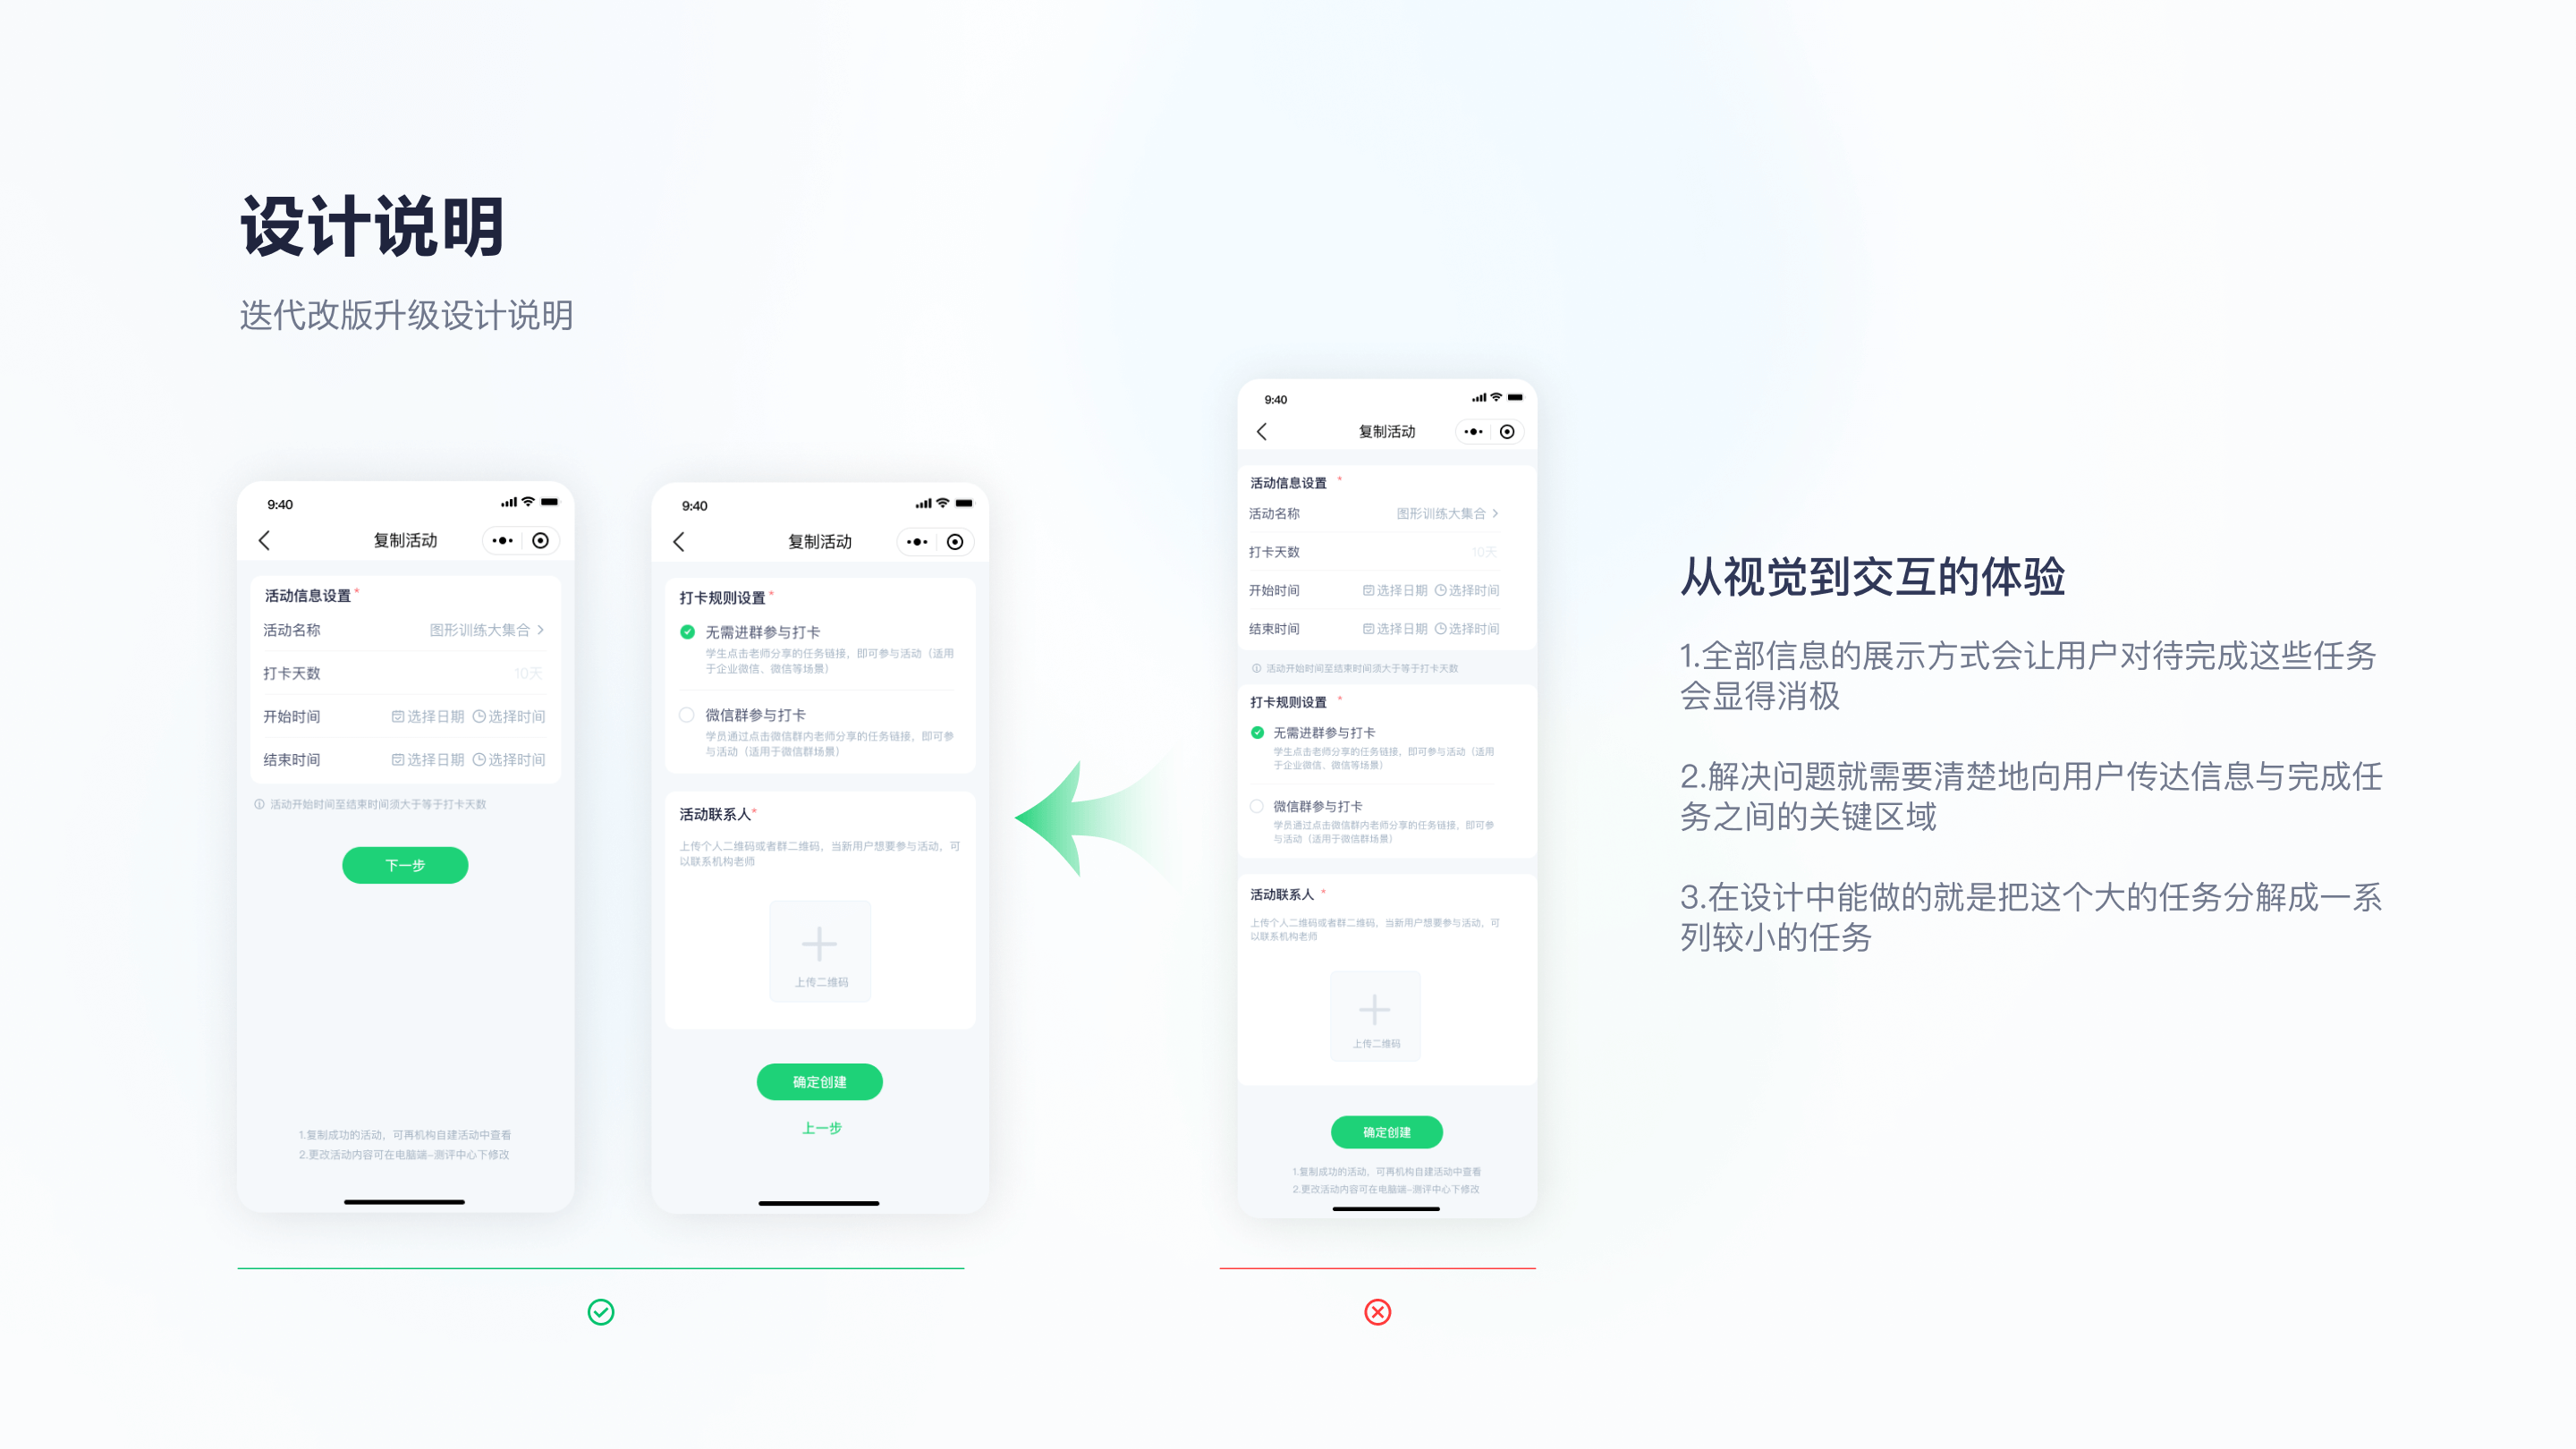 设计说明
迭代改版升级设计说明
9:40
复制活动
活动信息设置*
活动名称 图形训练大集合
打卡天数 10天
开始时间 选择日期 选择时间
结束时间 选择日期 选择时间
活动开始时间至结束时间须大于等于打卡天数
下一步
1.复制成功的活动，可再机构自建活动中查看
2.更改活动内容可在电脑端-测评中心下修改
9:40
复制活动
打卡规则设置*
无需进群参与打卡
学生点击老师分享的任务链接，即可参与活动（适用
于企业微信、微信等场景）
微信群参与打卡
学员通过点击微信群内老师分享的任务链接，即可参
与活动（适用于微信群场景）
活动联系人*
上传个人二维码或者群二维码，当新用户想要参与活动，可
以联系机构老师
上传二维码
确定创建
上一步
9:40
复制活动
活动信息设置 *
活动名称 图形训练大集合
打卡天数 10天
开始时间 选择日期 选择时间
结束时间 选择日期 选择时间
活动开始时间至结束时间须大于等于打卡天数
打卡规则设置 *
无需进群参与打卡
学生点击老师分享的任务链接，即可参与活动（适用
于企业微信、微信等场景）
微信群参与打卡
学员通过点击微信群内老师分享的任务链接，即可参
与活动（适用于微信群场景）
活动联系人 *
上传个人二维码或者群二维码，当新用户想要参与活动，可
以联系机构老师
上传二维码
确定创建
1.复制成功的活动，可再机构自建活动中查看
2.更改活动内容可在电脑端-测评中心下修改
从视觉到交互的体验
1.全部信息的展示方式会让用户对待完成这些任务
会显得消极
2.解决问题就需要清楚地向用户传达信息与完成任
务之间的关键区域
3.在设计中能做的就是把这个大的任务分解成一系
列较小的任务